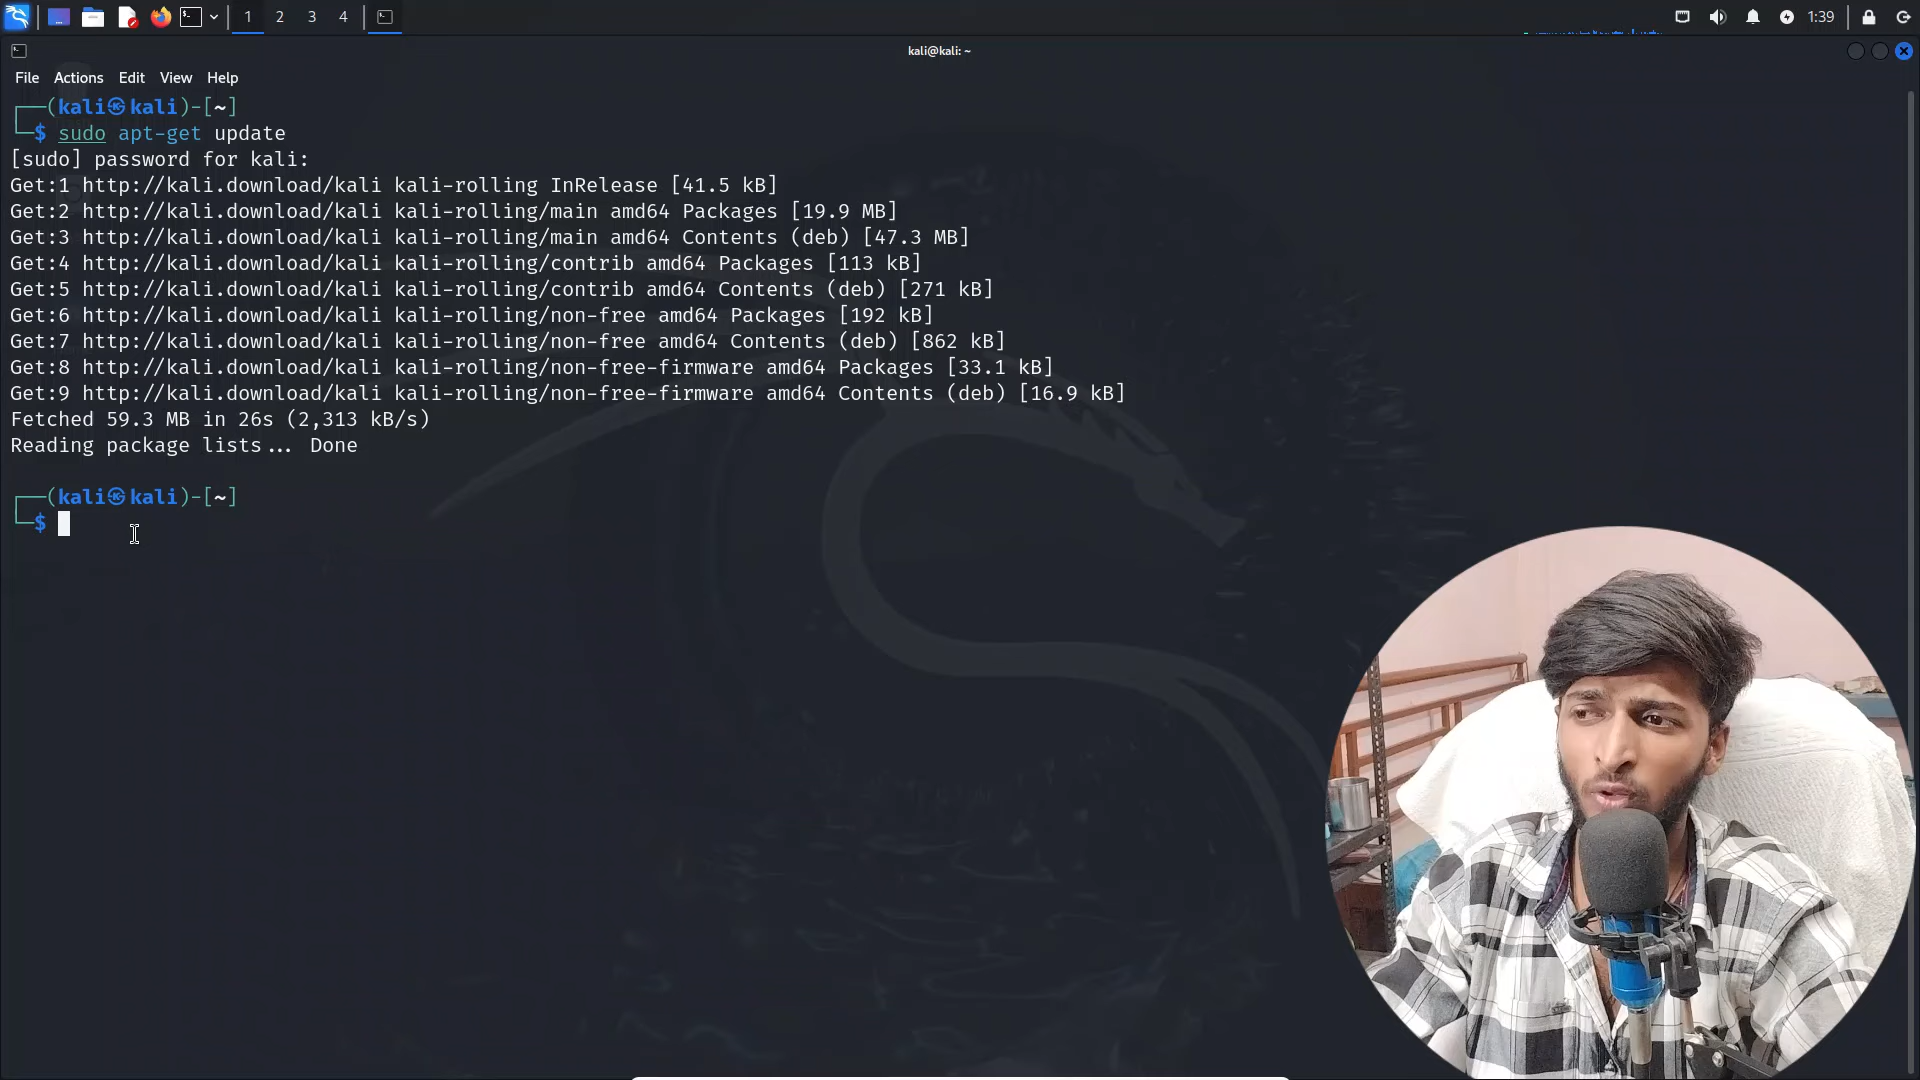 1 2 3 4
1:39
kali@kali: ~
File Actions Edit View Help
┌──(kali㉿kali)-[~]
└─$ sudo apt-get update
[sudo] password for kali:
Get:1 http://kali.download/kali kali-rolling InRelease [41.5 kB]
Get:2 http://kali.download/kali kali-rolling/main amd64 Packages [19.9 MB]
Get:3 http://kali.download/kali kali-rolling/main amd64 Contents (deb) [47.3 MB]
Get:4 http://kali.download/kali kali-rolling/contrib amd64 Packages [113 kB]
Get:5 http://kali.download/kali kali-rolling/contrib amd64 Contents (deb) [271 kB]
Get:6 http://kali.download/kali kali-rolling/non-free amd64 Packages [192 kB]
Get:7 http://kali.download/kali kali-rolling/non-free amd64 Contents (deb) [862 kB]
Get:8 http://kali.download/kali kali-rolling/non-free-firmware amd64 Packages [33.1 kB]
Get:9 http://kali.download/kali kali-rolling/non-free-firmware amd64 Contents (deb) [16.9 kB]
Fetched 59.3 MB in 26s (2,313 kB/s)
Reading package lists... Done
┌──(kali㉿kali)-[~]
└─$